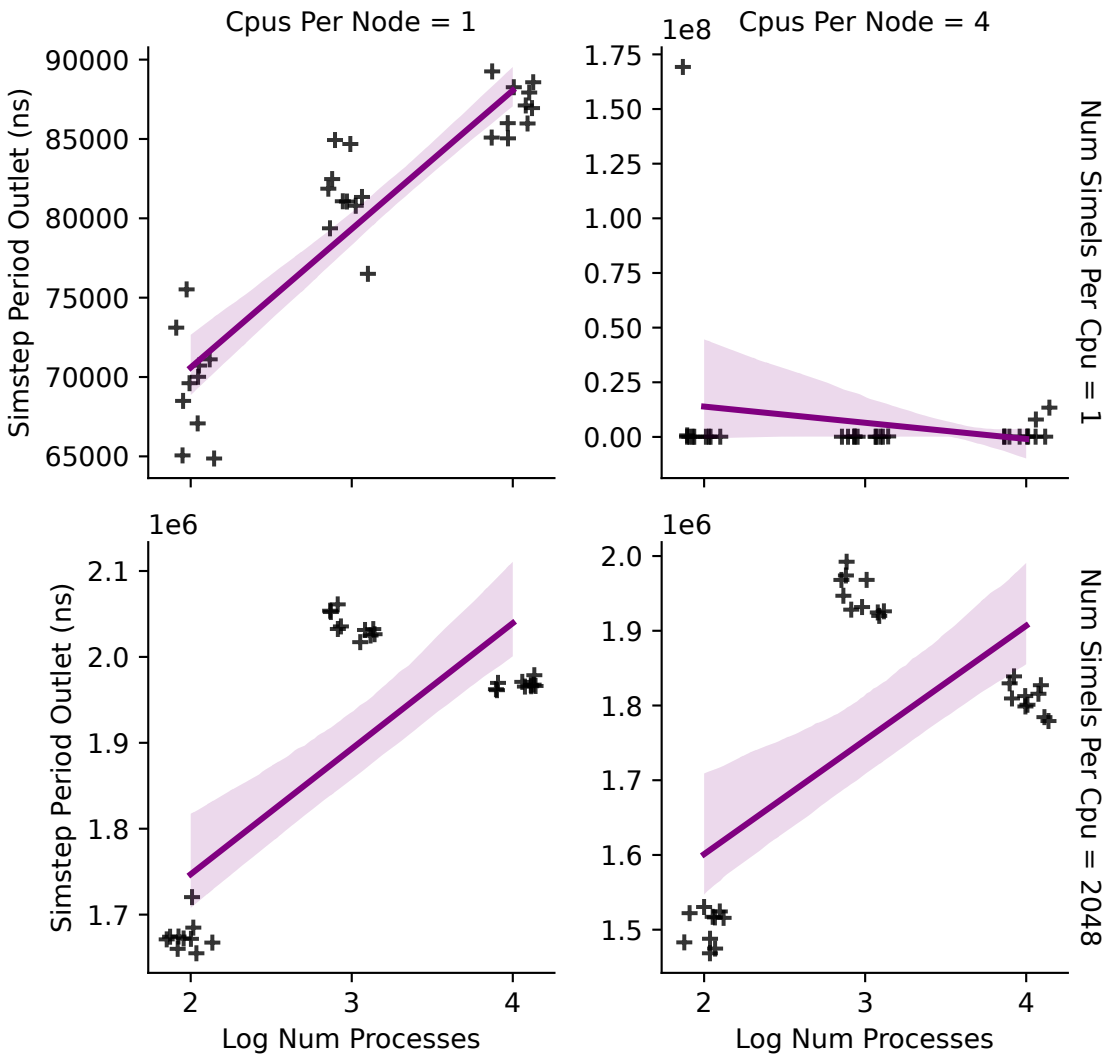 Cpus Per Node = 1
Cpus Per Node = 4
Simstep Period Outlet (ns)
90000
85000
80000
75000
70000
65000
1e8
1.75
1.50
1.25
1.00
0.75
0.50
0.25
0.00
Num Simels Per Cpu = 1
Simstep Period Outlet (ns)
1e6
2.1
2.0
1.9
1.8
1.7
2
3
4
Log Num Processes
1e6
2.0
1.9
1.8
1.7
1.6
1.5
2
3
4
Log Num Processes
Num Simels Per Cpu = 2048